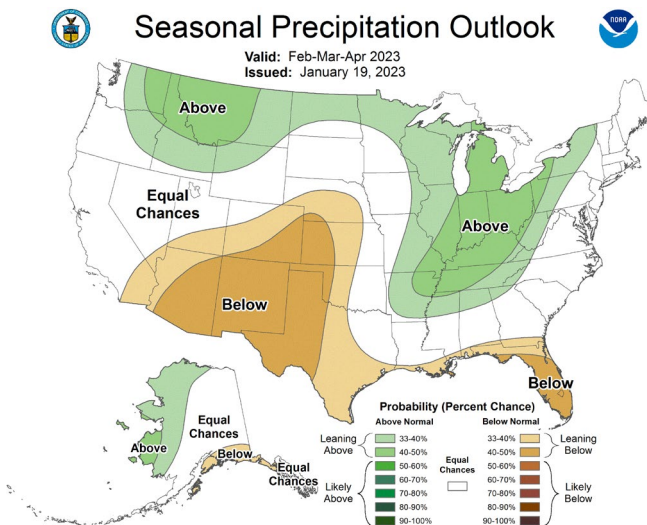 Seasonal Precipitation Outlook
NOAA
Valid: Feb-Mar-Apr 2023
Issued: January 19, 2023
Above
Equal
Chances
Above
Below
Below
Equal
Chances
Above
Below
Equal
Chances
Probability (Percent Chance)
Above Normal
Below Normal
Leaning
Above
33-40%
40-50%
Likely
Above
50-60%
60-70%
70-80%
80-90%
90-100%
Equal
Chances
33-40%
40-50%
Leaning
Below
50-60%
60-70%
70-80%
80-90%
90-100%
Likely
Below